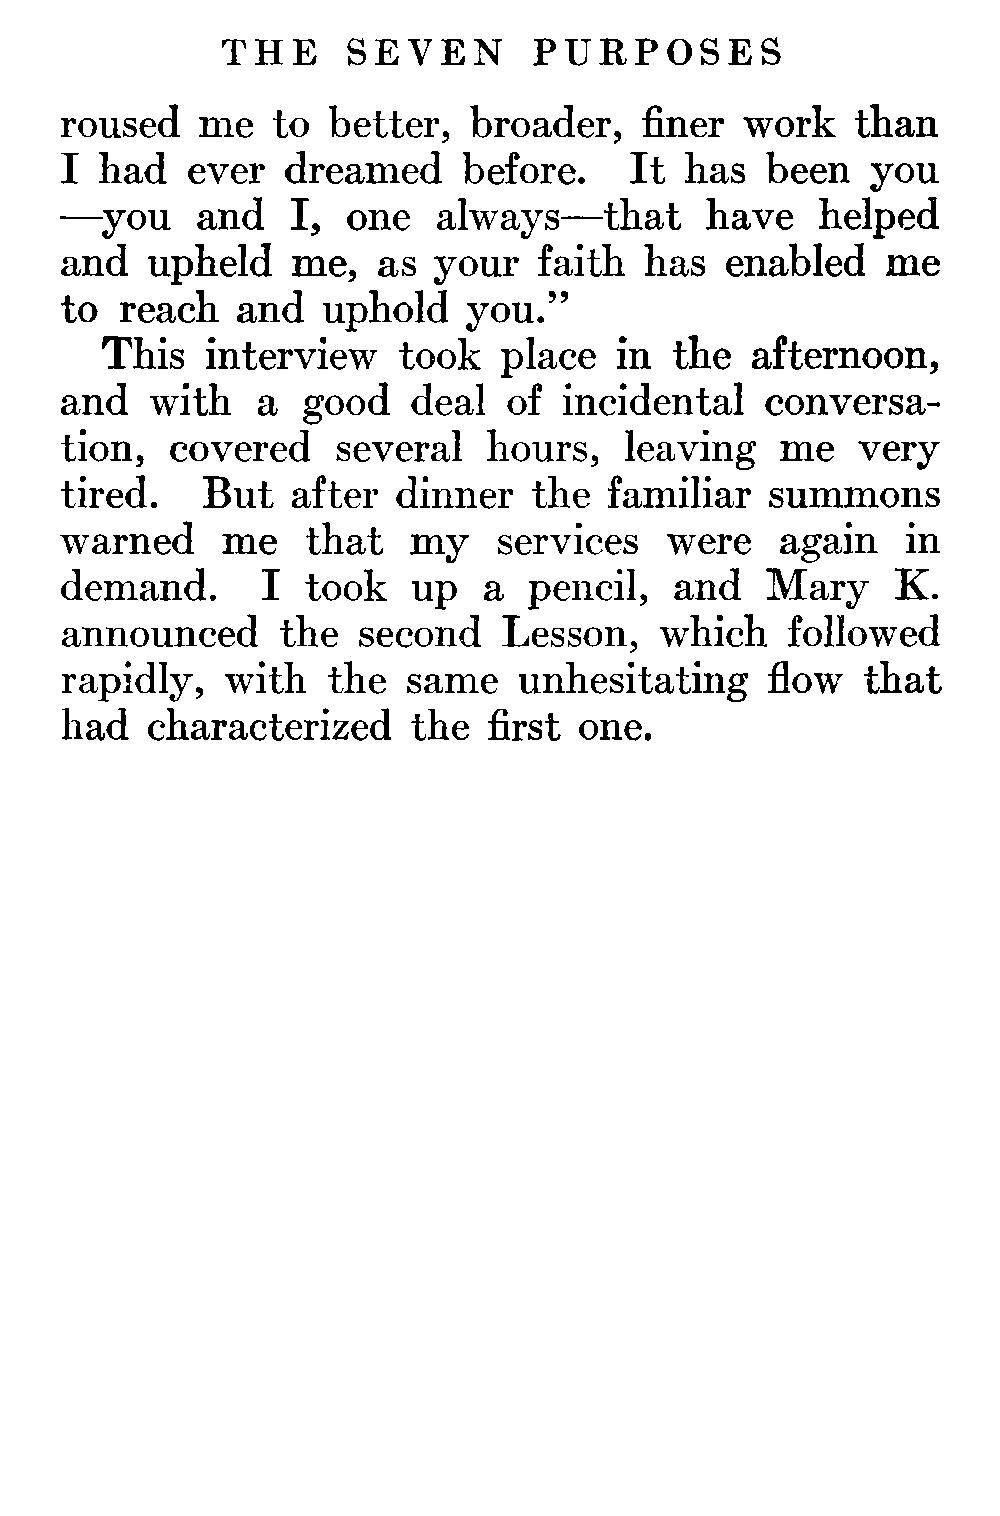 THE SEVEN PURPOSES
roused me to better, broader, finer work than
I had ever dreamed before. It has been you
—you and I, one always—that have helped
and upheld me, as your faith has enabled me
to reach and uphold you.”
This interview took place in the afternoon,
and with a good deal of incidental conversa-
tion, covered several hours, leaving me very
tired. But after dinner the familiar summons
warned me that my services were again in
demand. I took up a pencil, and Mary K.
announced the second Lesson, which followed
rapidly, with the same unhesitating flow that
had characterized the first one.